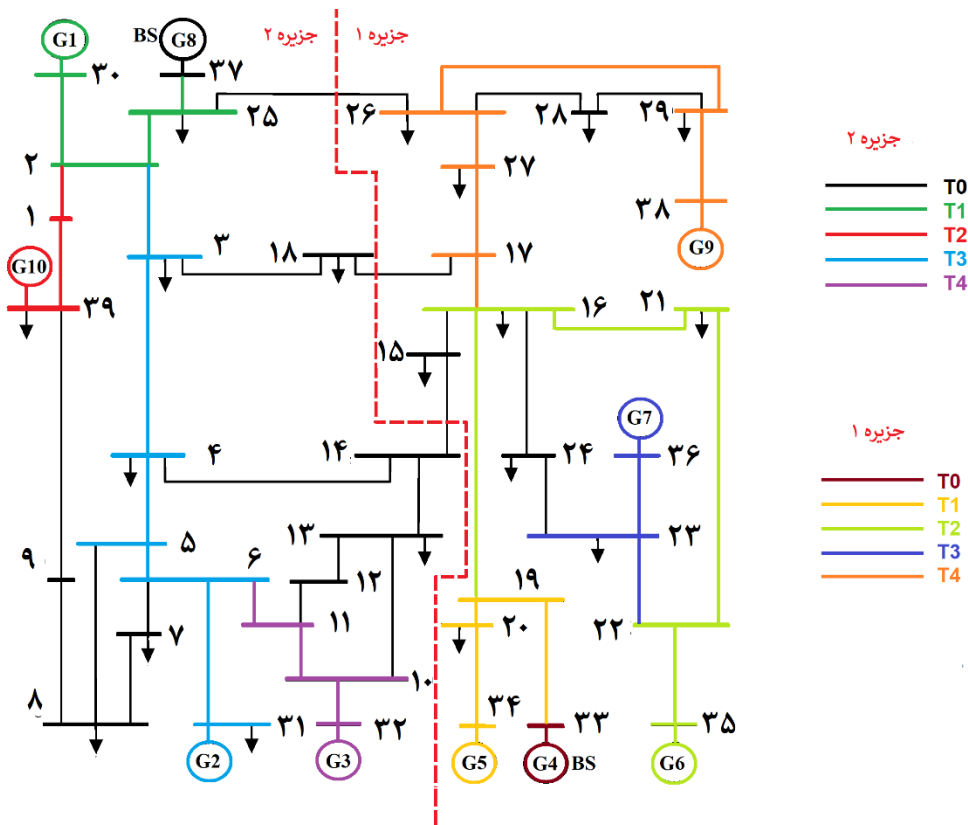 G1
BS G8
جزیره ۲
جزیره ۱
۳۰
۳۷
۲۵
۲۶
۲۸
۲۹
۲
۲۷
۳۸
۱
G10
۳
۱۸
۱۷
G9
۳۹
۱۶
۲۱
۱۵
G7
۴
۱۴
۲۴
۳۶
۵
۱۳
۲۳
۹
۶
۱۲
۱۹
۷
۱۱
۲۰
۲۲
۸
۱۰
۳۱
۳۲
۳۴
۳۳
۳۵
G2
G3
G5
G4 BS
G6
جزیره ۲
T0
T1
T2
T3
T4
جزیره ۱
T0
T1
T2
T3
T4